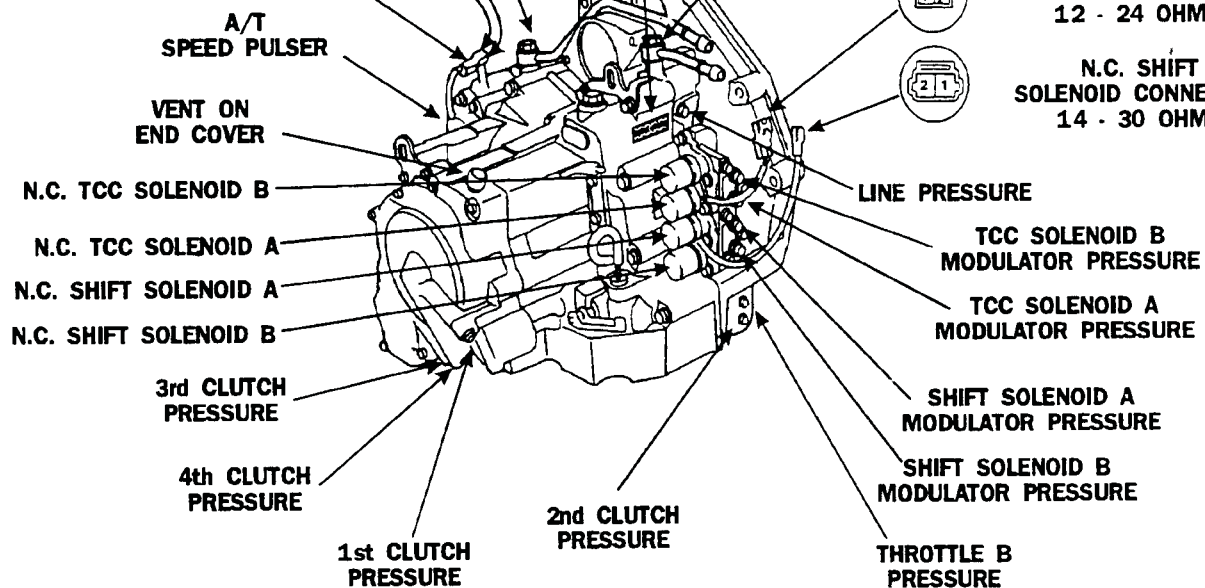 A/T
SPEED PULSER
VENT ON
END COVER
N.C. TCC SOLENOID B
N.C. TCC SOLENOID A
N.C. SHIFT SOLENOID A
N.C. SHIFT SOLENOID B
3rd CLUTCH
PRESSURE
4th CLUTCH
PRESSURE
1st CLUTCH
PRESSURE
2nd CLUTCH
PRESSURE
12 - 24 OHM
2 1
N.C. SHIFT
SOLENOID CONNE
14 - 30 OHM
LINE PRESSURE
TCC SOLENOID B
MODULATOR PRESSURE
TCC SOLENOID A
MODULATOR PRESSURE
SHIFT SOLENOID A
MODULATOR PRESSURE
SHIFT SOLENOID B
MODULATOR PRESSURE
THROTTLE B
PRESSURE